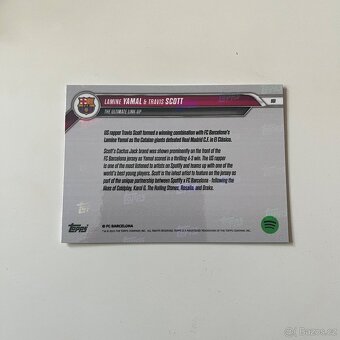 LAMINE YAMAL & TRAVIS SCOTT
THE ULTIMATE LINK UP
US rapper Travis Scott formed a winning combination with FC Barcelona's
Lamine Yamal as the Catalan giants defeated Real Madrid C.F. in El Clásico.
Scott's Cactus Jack brand was shown prominently on the front of the
FC Barcelona jersey as Yamal scored in a thrilling 4-3 win. The US rapper
is one of the most listened to artists on Spotify and teams up with one of the
world's best young players. Scott is the latest artist to feature on the jersey as
part of the unique partnership between Spotify x FC Barcelona - following the
likes of Coldplay, Karol G, The Rolling Stones, Rosalía, and Drake.
topps
© FC BARCELONA
sbazar.cz